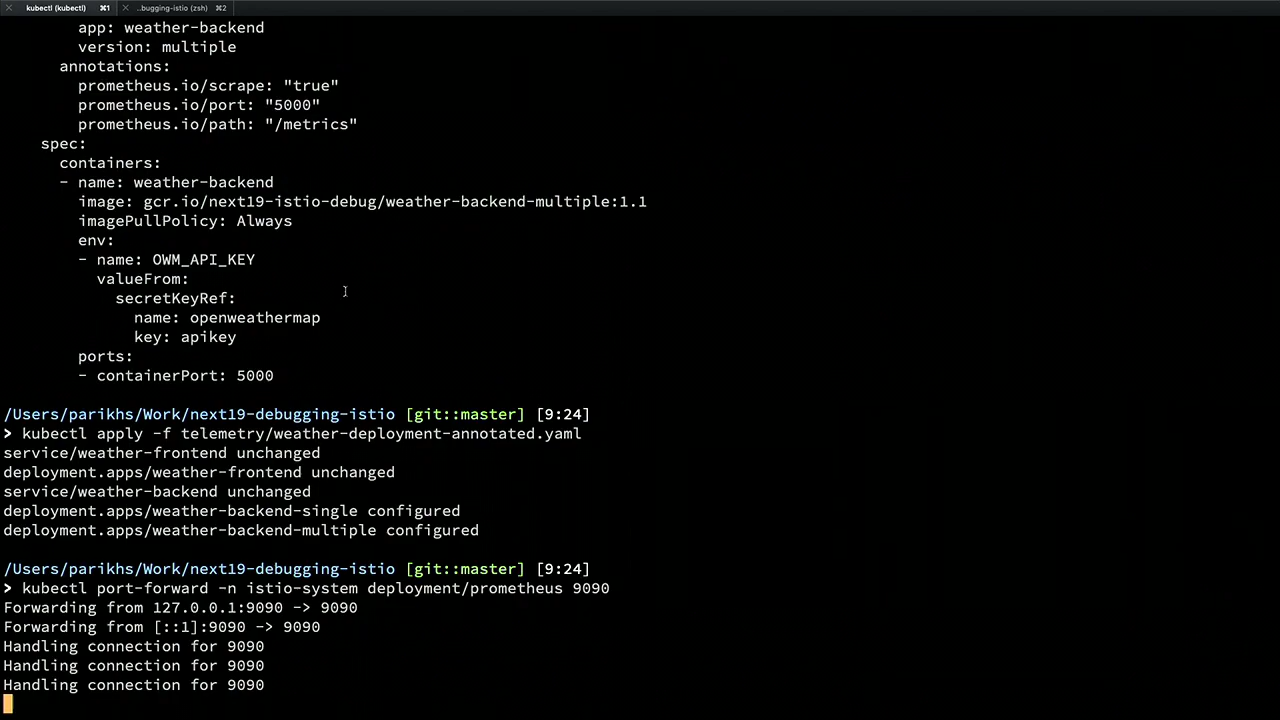 kubectl (kubectl) ⌘1 ..bugging-istio (zsh) ⌘2
app: weather-backend
version: multiple
annotations:
prometheus.io/scrape: "true"
prometheus.io/port: "5000"
prometheus.io/path: "/metrics"
spec:
containers:
- name: weather-backend
image: gcr.io/next19-istio-debug/weather-backend-multiple:1.1
imagePullPolicy: Always
env:
- name: OWM_API_KEY
valueFrom:
secretKeyRef:
name: openweathermap
key: apikey
ports:
- containerPort: 5000
/Users/parikhs/Work/next19-debugging-istio [git::master] [9:24]
> kubectl apply -f telemetry/weather-deployment-annotated.yaml
service/weather-frontend unchanged
deployment.apps/weather-frontend unchanged
service/weather-backend unchanged
deployment.apps/weather-backend-single configured
deployment.apps/weather-backend-multiple configured
/Users/parikhs/Work/next19-debugging-istio [git::master] [9:24]
> kubectl port-forward -n istio-system deployment/prometheus 9090
Forwarding from 127.0.0.1:9090 -> 9090
Forwarding from [::1]:9090 -> 9090
Handling connection for 9090
Handling connection for 9090
Handling connection for 9090